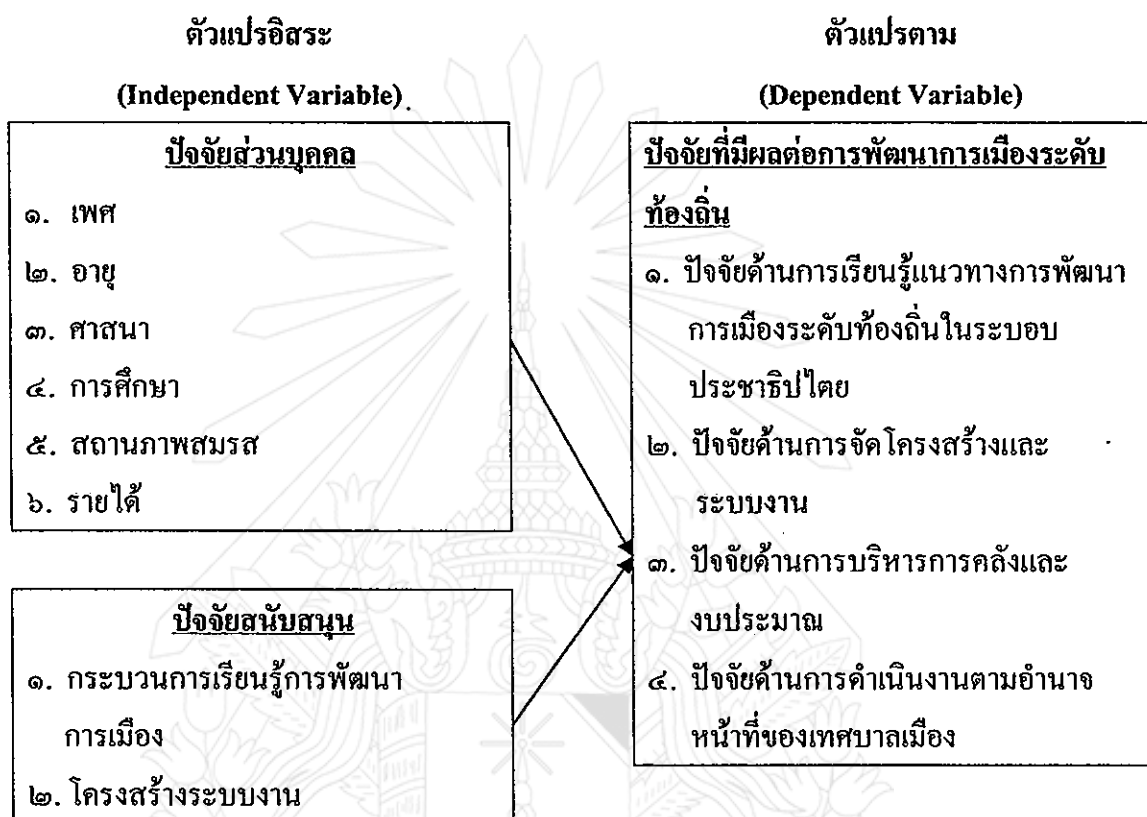 ตัวแปรอิสระ
(Independent Variable).
ปัจจัยส่วนบุคคล
๑. เพศ
๒. อายุ
๓. ศาสนา
๔. การศึกษา
๕. สถานภาพสมรส
๖. รายได้
ปัจจัยสนับสนุน
๑. กระบวนการเรียนรู้การพัฒนา
การเมือง
๒. โครงสร้างระบบงาน
ตัวแปรตาม
(Dependent Variable)
ปัจจัยที่มีผลต่อการพัฒนาการเมืองระดับ
ท้องถิ่น
๑. ปัจจัยด้านการเรียนรู้แนวทางการพัฒนา
การเมืองระดับท้องถิ่นในระบอบ
ประชาธิปไตย
๒. ปัจจัยด้านการจัดโครงสร้างและ
ระบบงาน
๓. ปัจจัยด้านการบริหารการคลังและ
งบประมาณ
๔. ปัจจัยด้านการดำเนินงานตามอำนาจ
หน้าที่ของเทศบาลเมือง